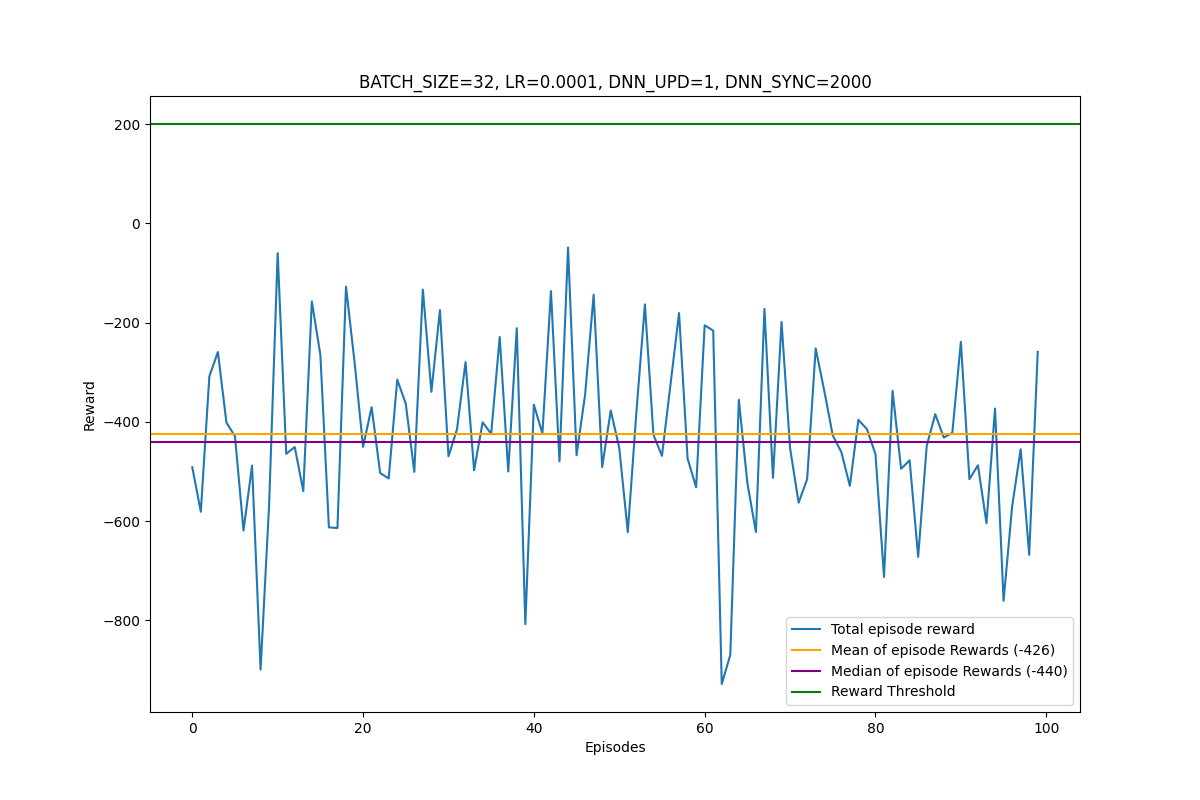 BATCH_SIZE=32, LR=0.0001, DNN_UPD=1, DNN_SYNC=2000
200
0
−200
−400
−600
−800
Reward
0
20
40
60
80
100
Episodes
Total episode reward
Mean of episode Rewards (-426)
Median of episode Rewards (-440)
Reward Threshold